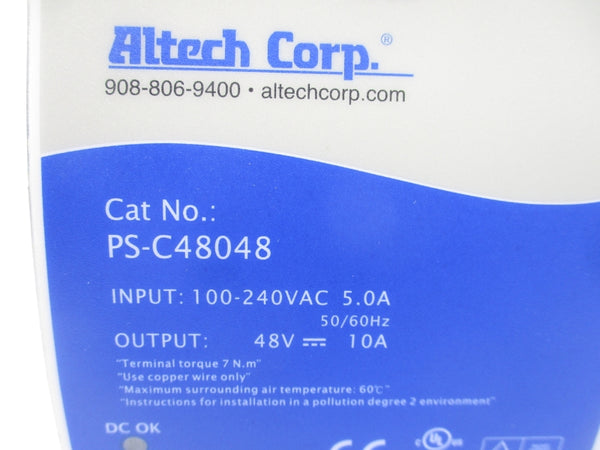 Altech Corp.®
908-806-9400 • altechcorp.com
Cat No.:
PS-C48048
INPUT: 100-240VAC 5.0A
50/60Hz
OUTPUT: 48V ⎓ 10A
"Terminal torque 7 N.m"
"Use copper wire only"
"Maximum surrounding air temperature: 60℃"
"Instructions for installation in a pollution degree 2 environment"
DC OK